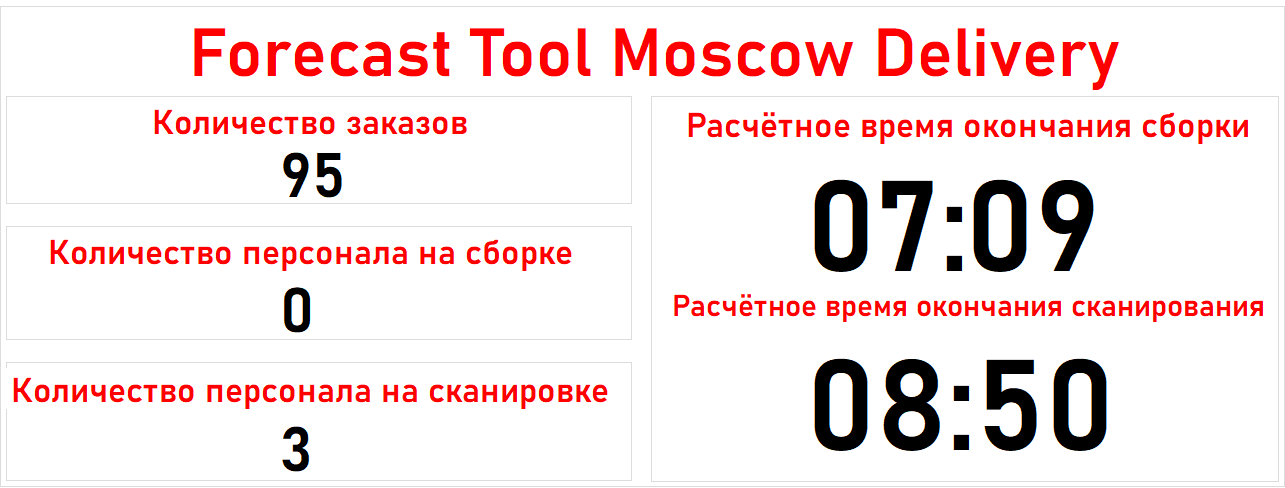 Forecast Tool Moscow Delivery
Количество заказов
95
Количество персонала на сборке
0
Количество персонала на сканировке
3
Расчётное время окончания сборки
07:09
Расчётное время окончания сканирования
08:50